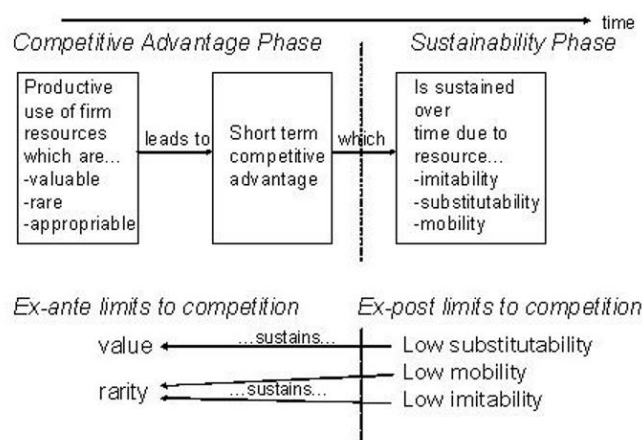 time
Competitive Advantage Phase
Sustainability Phase
Productive
use of firm
resources
which are...
-valuable
-rare
-appropriable
leads to
Short term
competitive
advantage
which
Is sustained
over
time due to
resource...
-imitability
-substitutability
-mobility
Ex-ante limits to competition
Ex-post limits to competition
value
...sustains...
Low substitutability
Low mobility
rarity
...sustains...
Low imitability